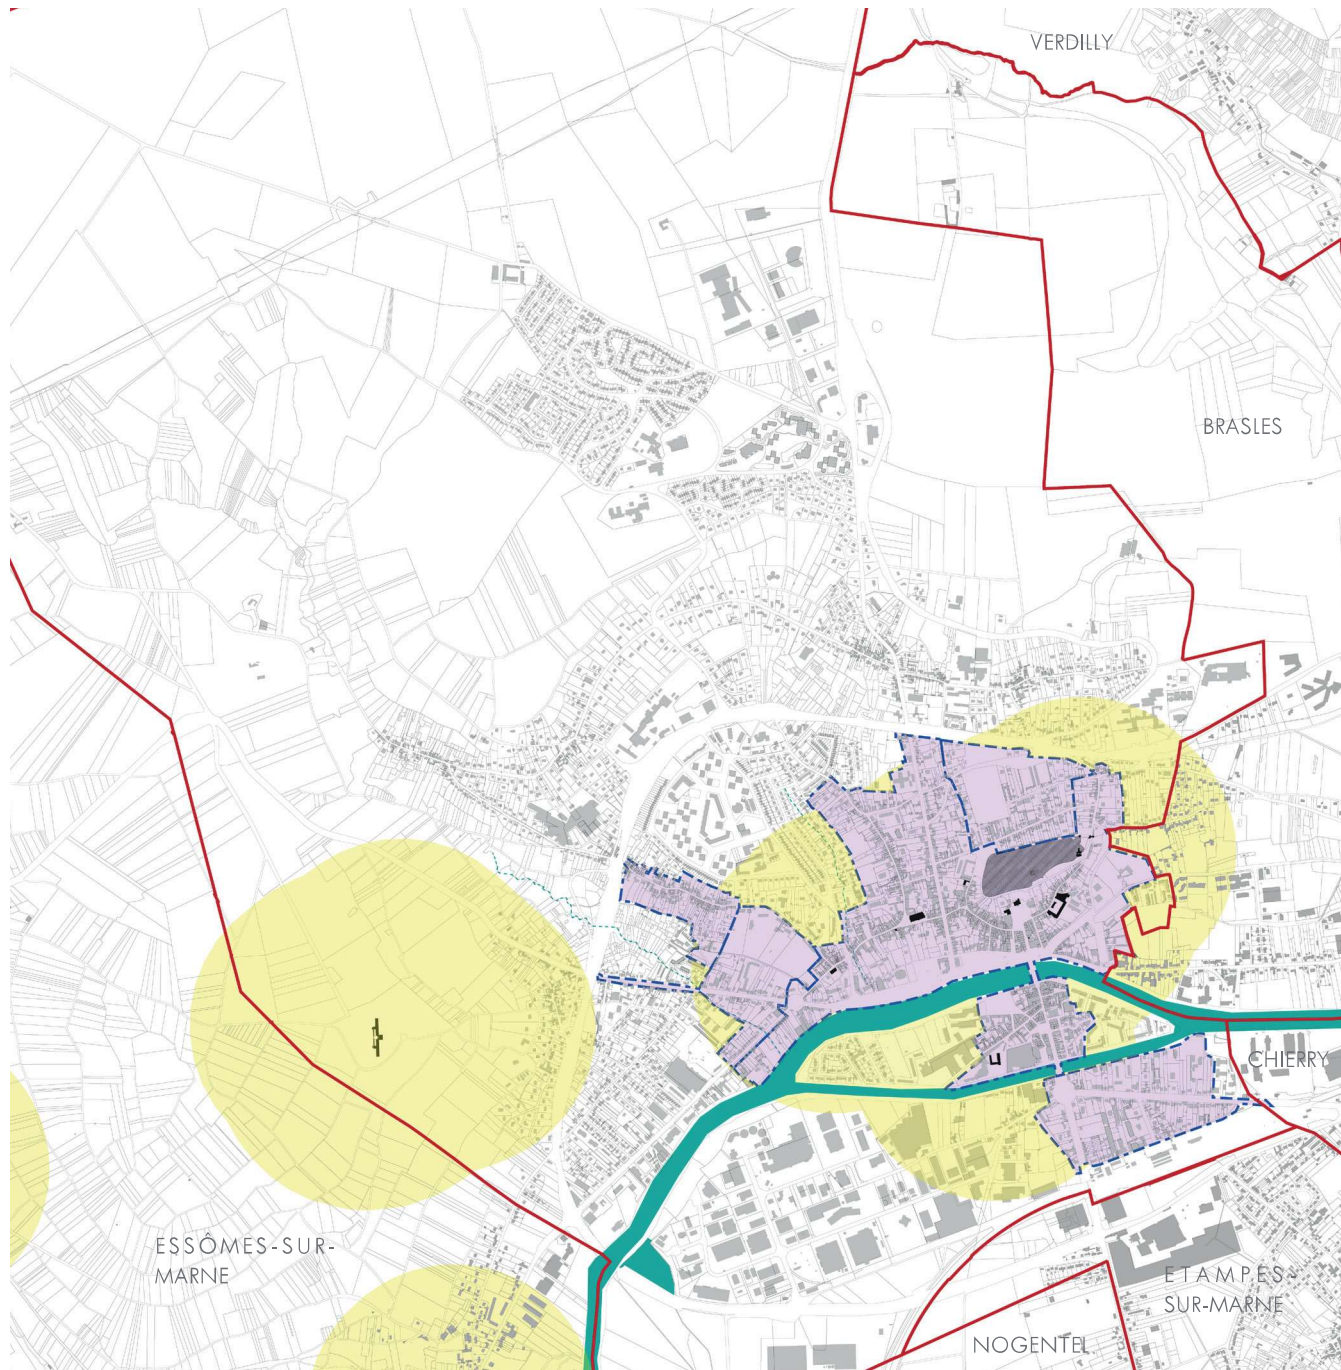 VERDILLY
BRASLES
CHIERRY
ESSÔMES-SUR-
MARNE
ETAMPES-
SUR-MARNE
NOGENTEL